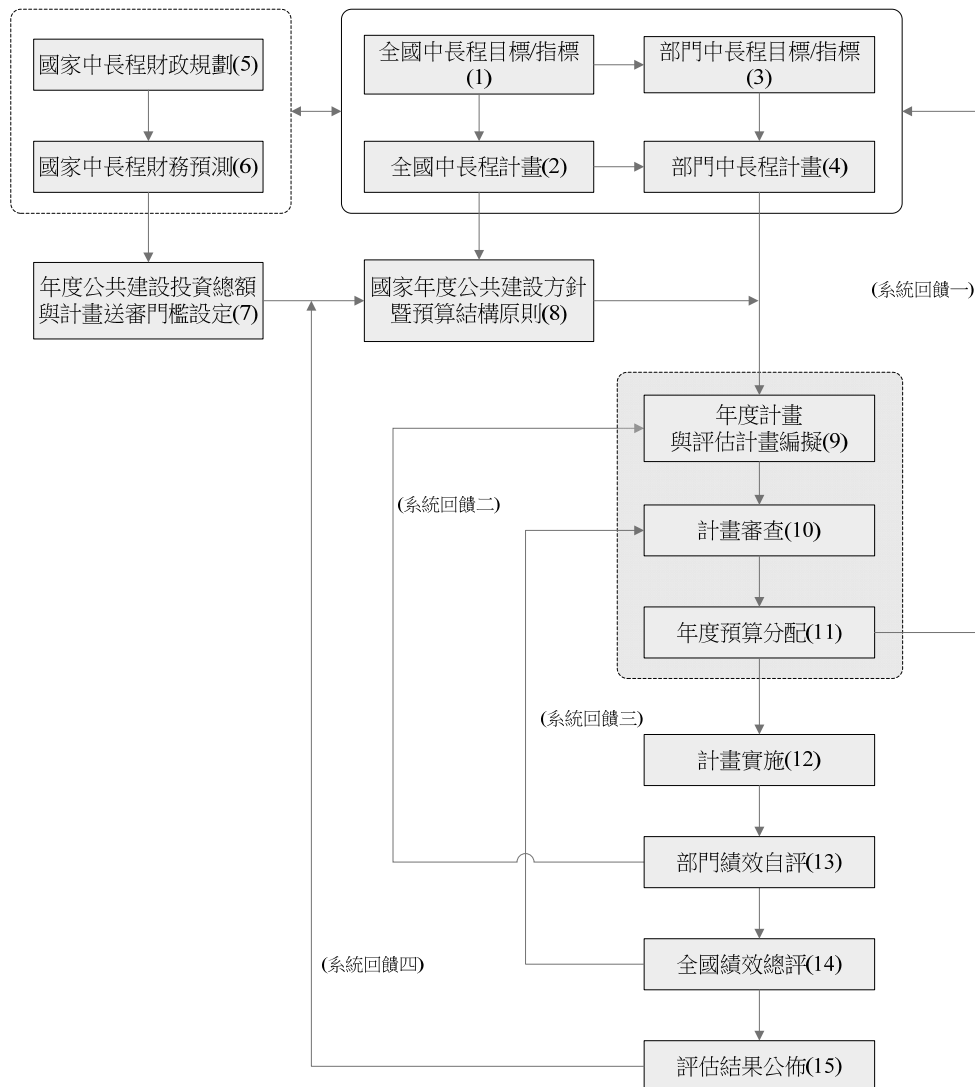 國家中長程財政規劃(5)
國家中長程財務預測(6)
全國中長程目標/指標
(1)
部門中長程目標/指標
(3)
全國中長程計畫(2)
部門中長程計畫(4)
年度公共建設投資總額
與計畫送審門檻設定(7)
國家年度公共建設方針
暨預算結構原則(8)
(系統回饋一)
年度計畫
與評估計畫編擬(9)
(系統回饋二)
計畫審查(10)
年度預算分配(11)
(系統回饋三)
計畫實施(12)
部門績效自評(13)
全國績效總評(14)
(系統回饋四)
評估結果公佈(15)